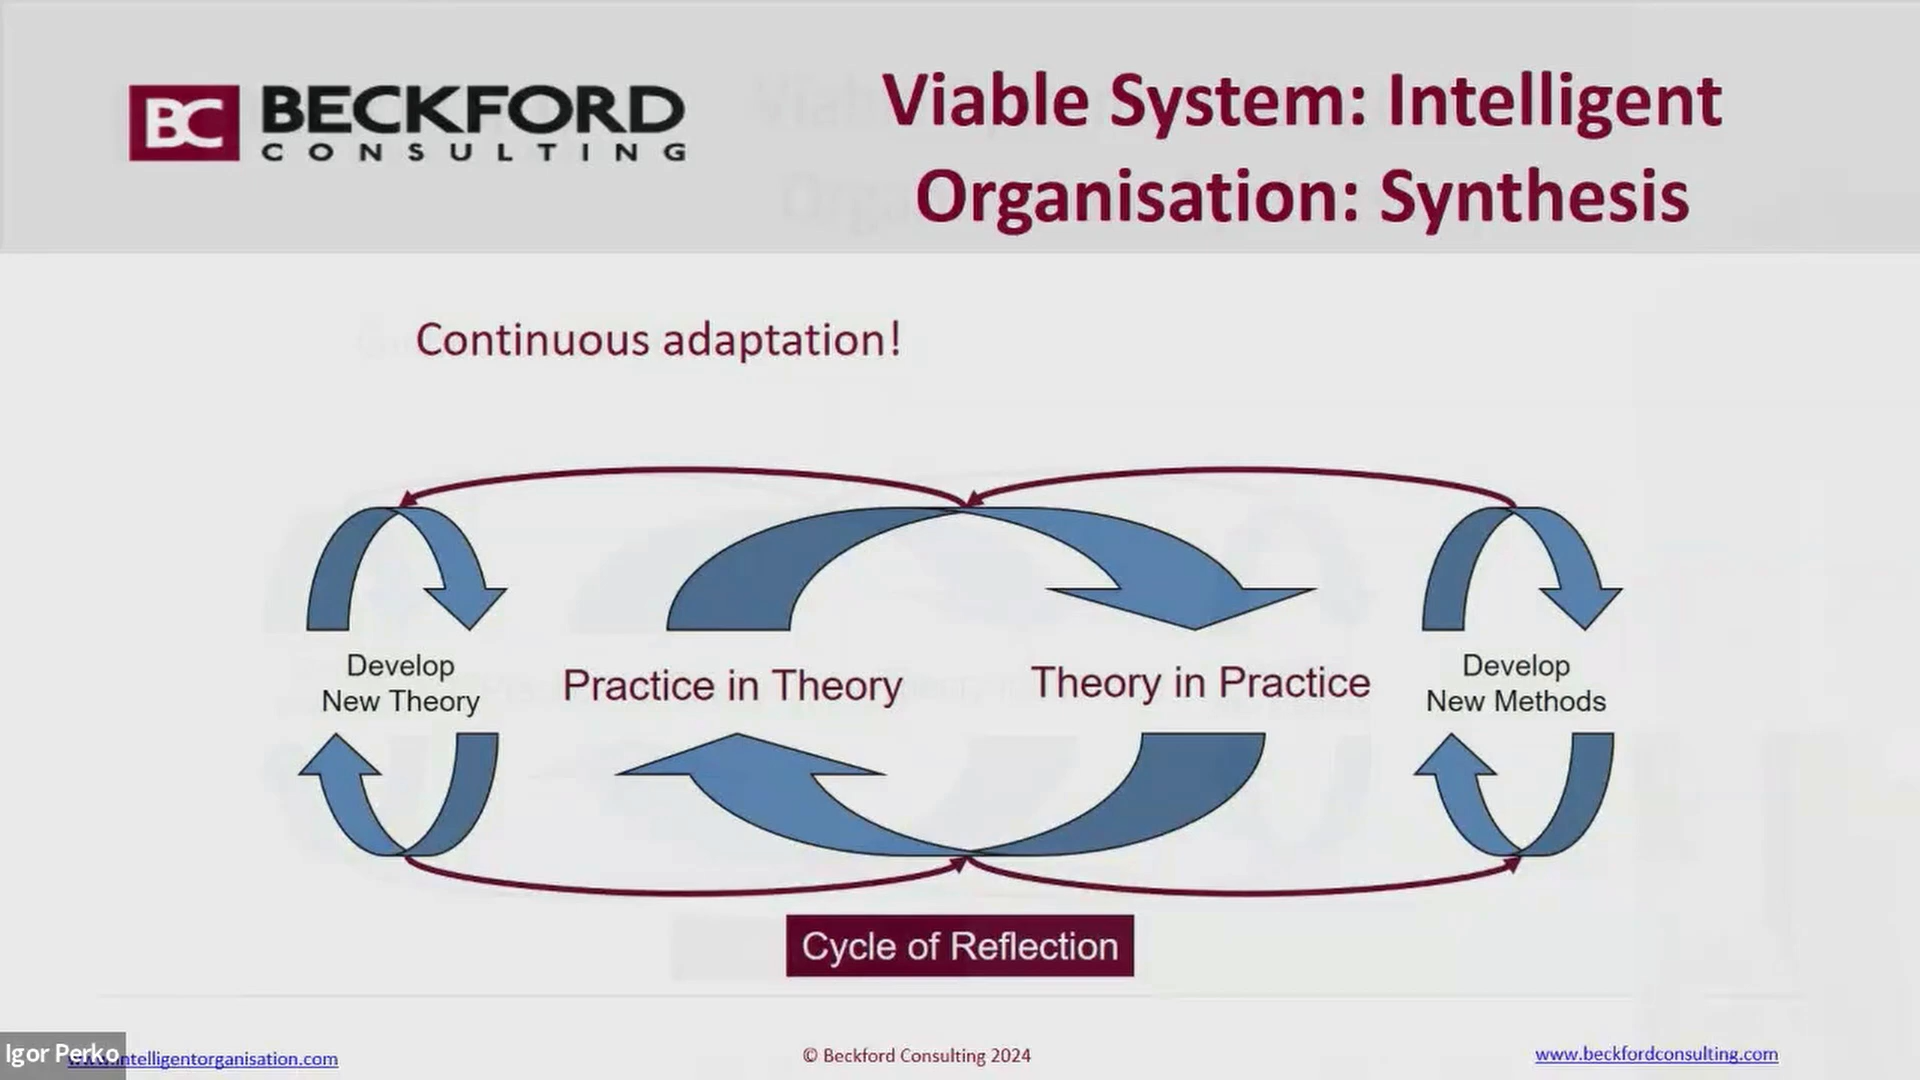 BC BECKFORD
CONSULTING
Viable System: Intelligent
Organisation: Synthesis
Continuous adaptation!
Develop
New Theory
Practice in Theory
Theory in Practice
Develop
New Methods
Cycle of Reflection
Igor Perko
ntelligentorganisation.com
© Beckford Consulting 2024
www.beckfordconsulting.com